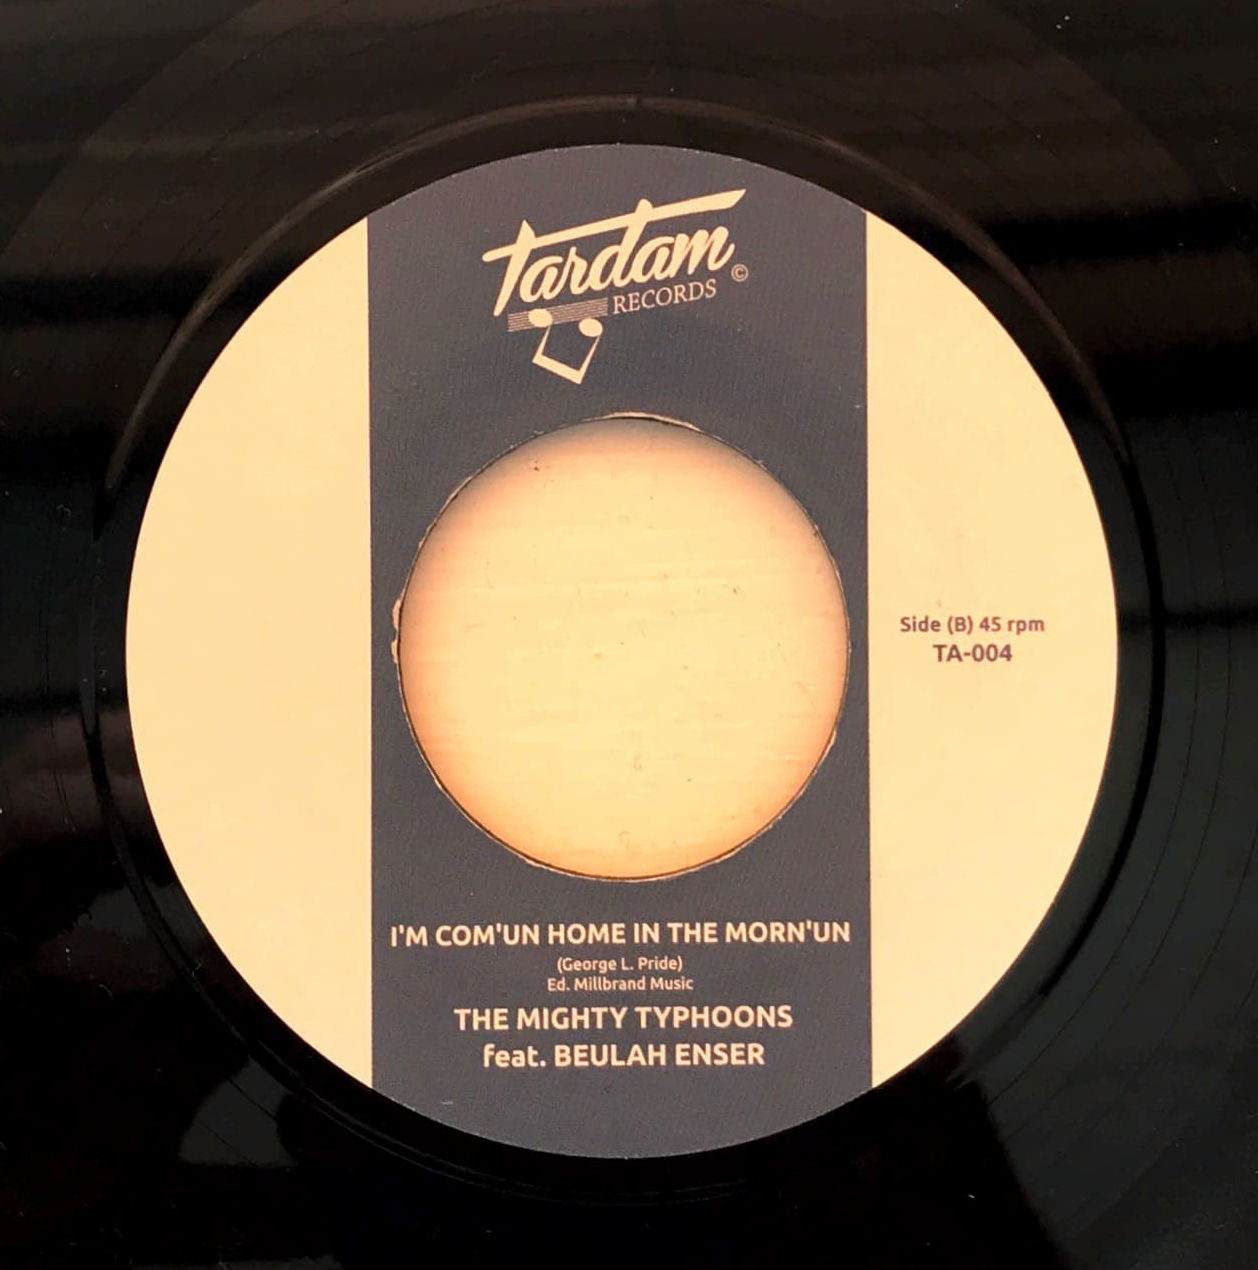 Tardam ©
RECORDS
Side (B) 45 rpm
TA-004
I'M COM'UN HOME IN THE MORN'UN
(George L. Pride)
Ed. Millbrand Music
THE MIGHTY TYPHOONS
feat. BEULAH ENSER